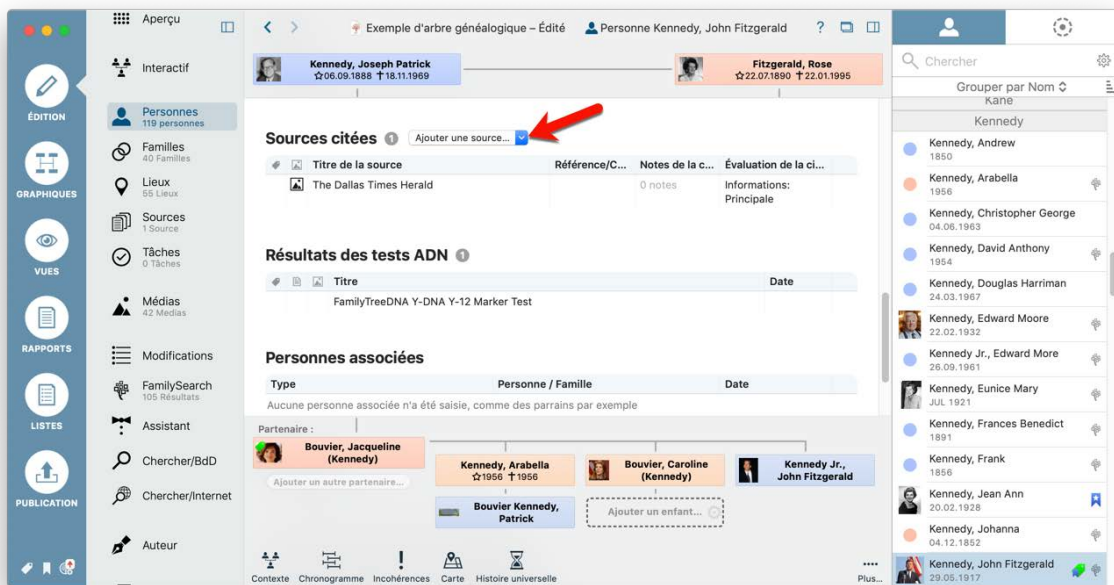 Exemple d'arbre généalogique – Édité
Personne Kennedy, John Fitzgerald
?
ÉDITION
GRAPHIQUES
VUES
RAPPORTS
LISTES
PUBLICATION
Aperçu
Interactif
Personnes
119 personnes
Familles
40 Familles
Lieux
55 Lieux
Sources
1 Source
Tâches
0 Tâches
Médias
42 Medias
Modifications
FamilySearch
105 Résultats
Assistant
Chercher/BdD
Chercher/Internet
Auteur
Kennedy, Joseph Patrick
☆06.09.1888 ✝18.11.1969
Fitzgerald, Rose
☆22.07.1890 ✝22.01.1995
Sources citées 1 Ajouter une source...
Titre de la source Référence/C... Notes de la c... Évaluation de la ci...
The Dallas Times Herald 0 notes Informations:
Principale
Résultats des tests ADN 1
Titre Date
FamilyTreeDNA Y-DNA Y-12 Marker Test
Personnes associées
Type Personne / Famille Date
Aucune personne associée n'a été saisie, comme des parrains par exemple
Partenaire :
Bouvier, Jacqueline
(Kennedy)
Ajouter un autre partenaire...
Kennedy, Arabella
☆1956 ✝1956
Bouvier, Caroline
(Kennedy)
Kennedy Jr.,
John Fitzgerald
Bouvier Kennedy,
Patrick
Ajouter un enfant...
Contexte
Chronogramme
Incohérences
Carte
Histoire universelle
Plus...
Chercher
Grouper par Nom
Kane
Kennedy
Kennedy, Andrew
1850
Kennedy, Arabella
1956
Kennedy, Christopher George
04.06.1963
Kennedy, David Anthony
1954
Kennedy, Douglas Harriman
24.03.1967
Kennedy, Edward Moore
22.02.1932
Kennedy Jr., Edward More
26.09.1961
Kennedy, Eunice Mary
JUL 1921
Kennedy, Frances Benedict
1891
Kennedy, Frank
1856
Kennedy, Jean Ann
20.02.1928
Kennedy, Johanna
04.12.1852
Kennedy, John Fitzgerald
29.05.1917